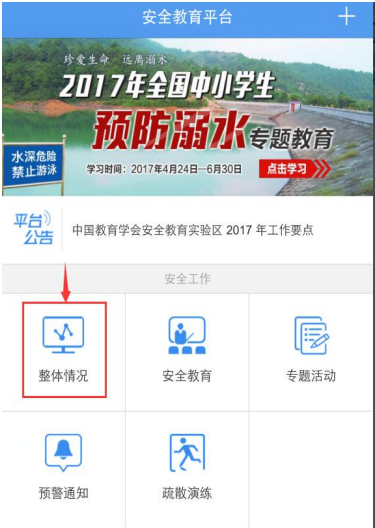 安全教育平台
珍爱生命 远离溺水
2017年全国中小学生
预防溺水专题教育
水深危险
禁止游泳
学习时间：2017年4月24日—6月30日 点击学习
平台
公告
中国教育学会安全教育实验区 2017 年工作要点
安全工作
整体情况 安全教育 专题活动
预警通知 疏散演练